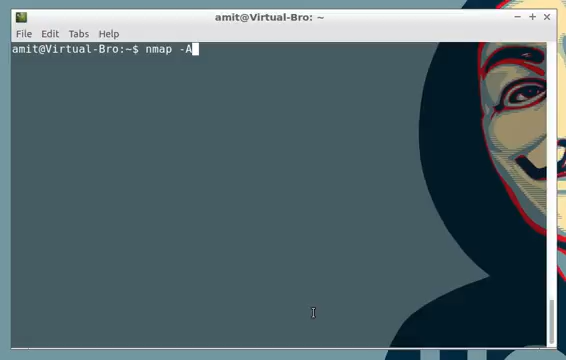 amit@Virtual-Bro: ~
File Edit Tabs Help
amit@Virtual-Bro:~$ nmap -A